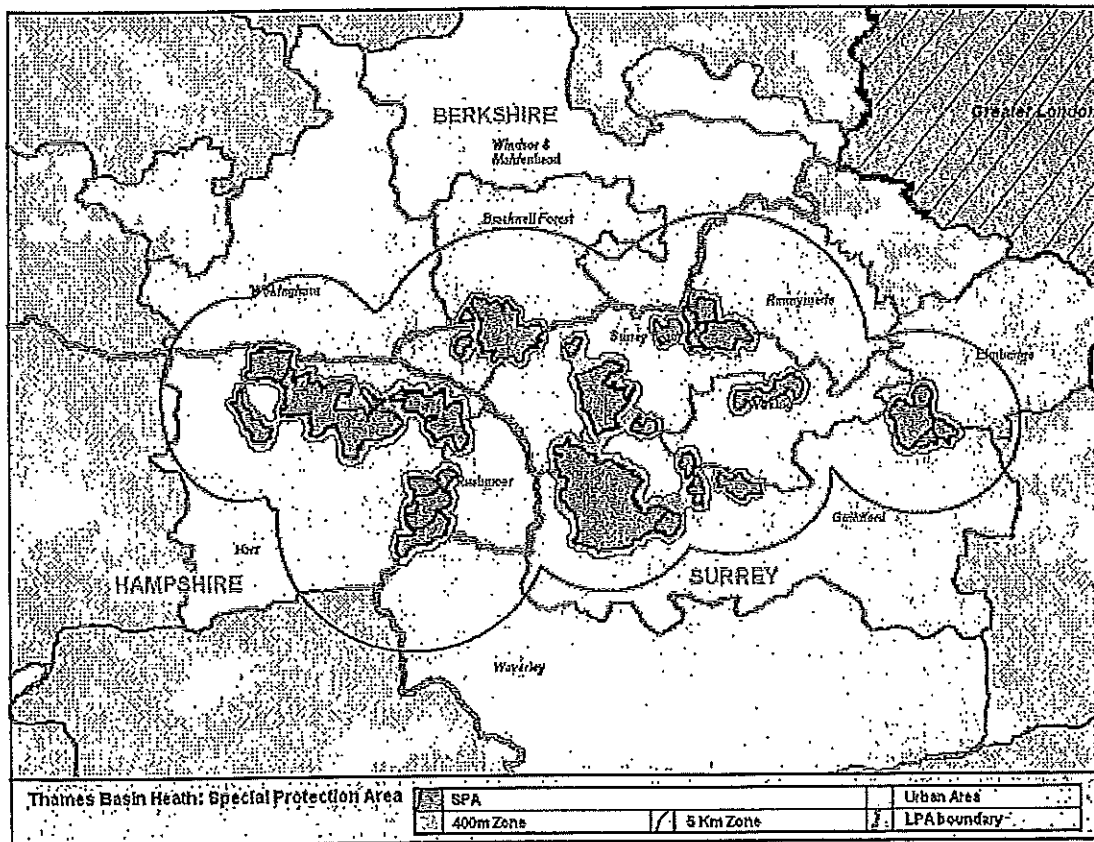 BERKSHIRE
Greater London
Windsor &
Maidenhead
Bracknell Forest
Wokingham
Runnymede
Surrey
Elmbridge
Woking
Rushmoor
Guildford
Hart
HAMPSHIRE
SURREY
Waverley
Thames Basin Heath: Special Protection Area
SPA
Urban Area
400m Zone
5 Km Zone
LPA boundary